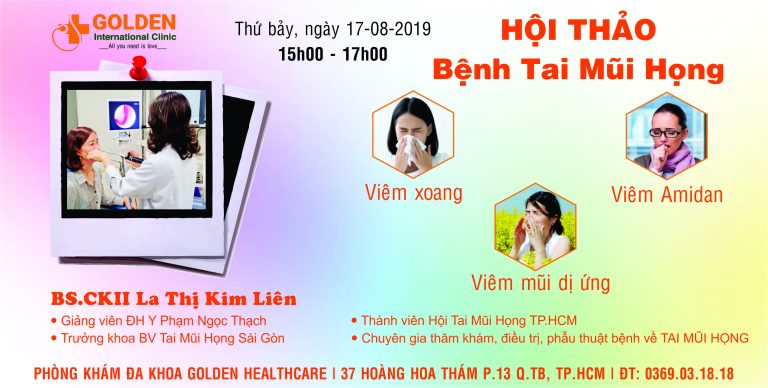 GOLDEN
International Clinic
All you need is love
Thứ bảy, ngày 17-08-2019
15h00 - 17h00
HỘI THẢO
Bệnh Tai Mũi Họng
Viêm xoang
Viêm Amidan
Viêm mũi dị ứng
BS.CKII La Thị Kim Liên
• Giảng viên ĐH Y Phạm Ngọc Thạch
• Trưởng khoa BV Tai Mũi Họng Sài Gòn
• Thành viên Hội Tai Mũi Họng TP.HCM
• Chuyên gia thăm khám, điều trị, phẫu thuật bệnh về TAI MŨI HỌNG
PHÒNG KHÁM ĐA KHOA GOLDEN HEALTHCARE | 37 HOÀNG HOA THÁM P.13 Q.TB, TP.HCM | ĐT: 0369.03.18.18